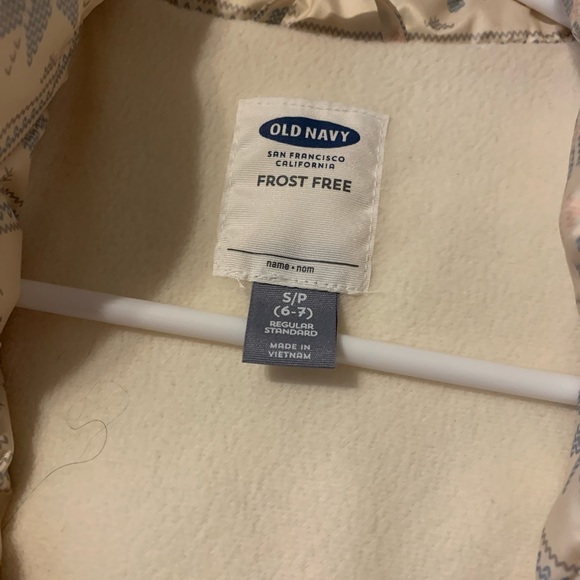 OLD NAVY
SAN FRANCISCO
CALIFORNIA
FROST FREE
name • nom
S/P
(6-7)
REGULAR
STANDARD
MADE IN
VIETNAM